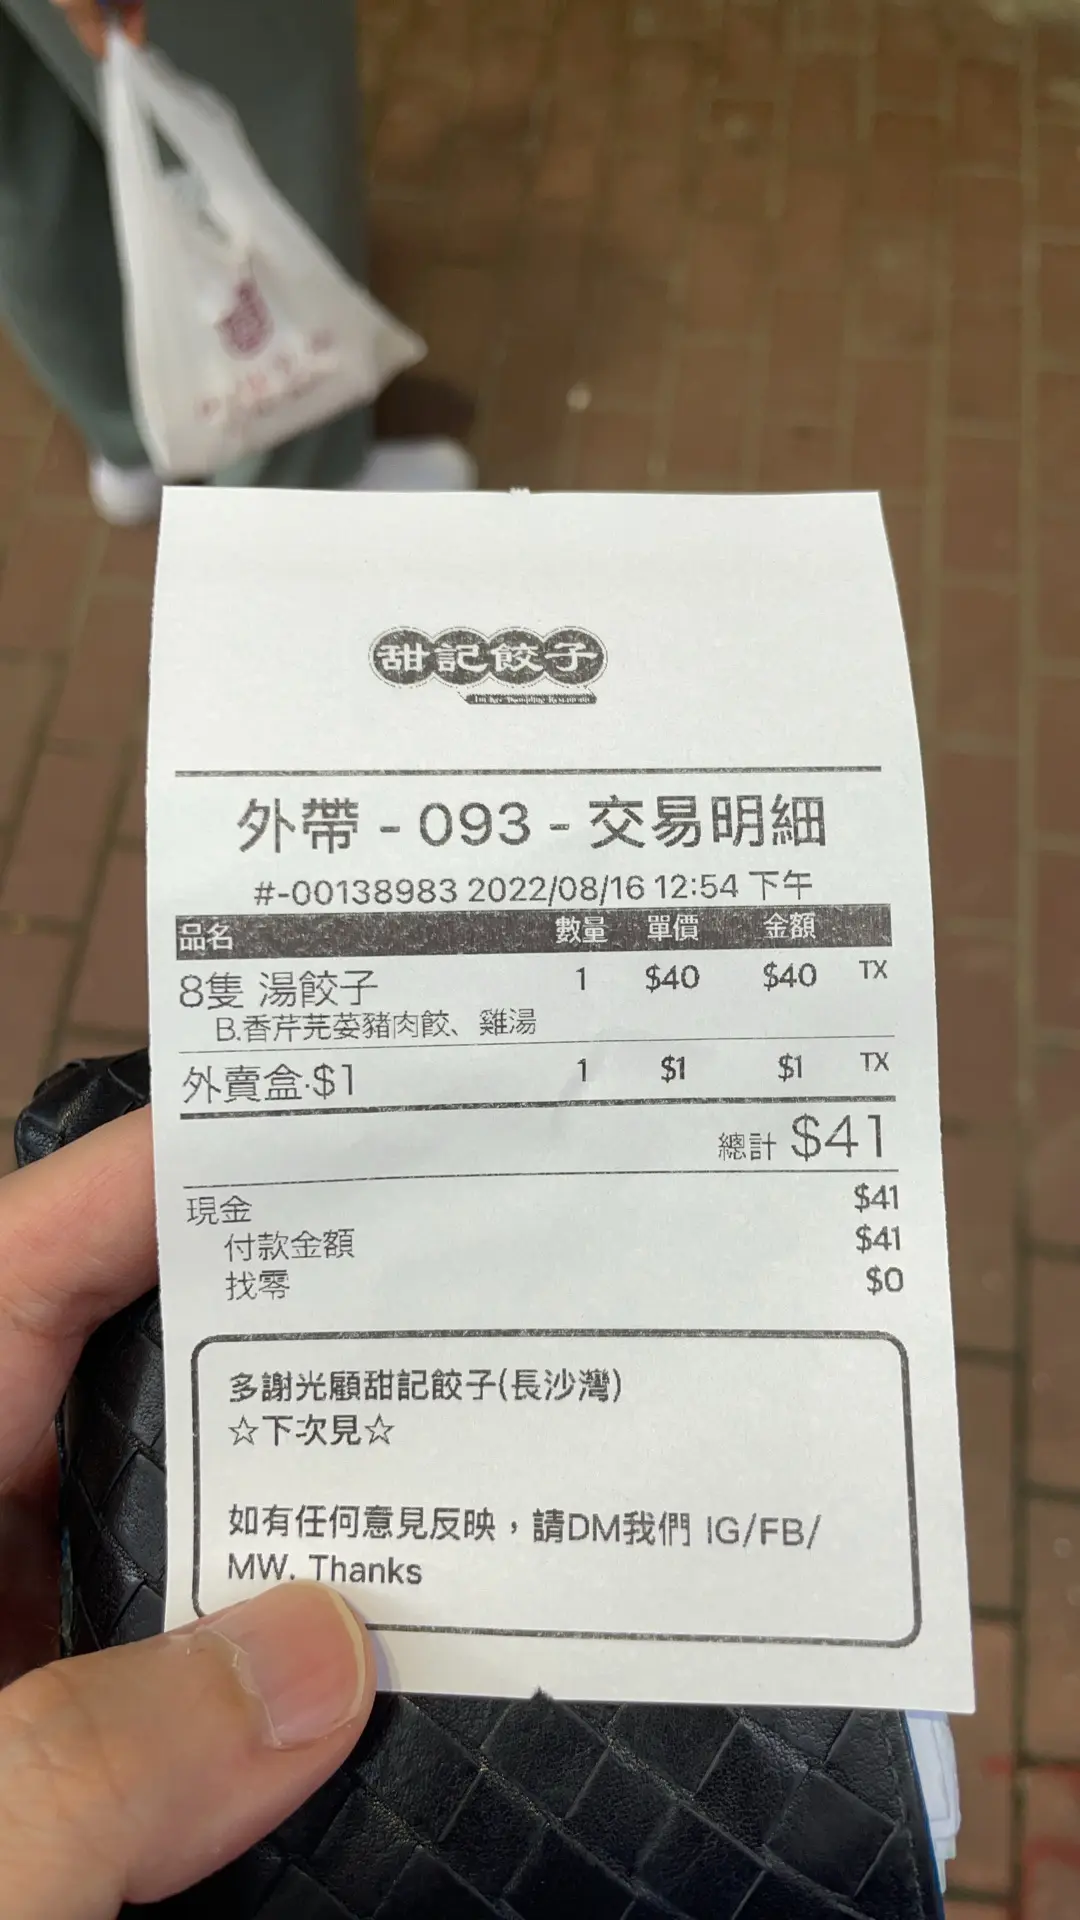 甜記餃子
外帶 - 093 - 交易明細
#-00138983 2022/08/16 12:54 下午
品名 數量 單價 金額
8隻 湯餃子 1 $40 $40 TX
B.香芹芫荽豬肉餃、雞湯
外賣盒·$1 1 $1 $1 TX
總計 $41
現金 $41
付款金額 $41
找零 $0
多謝光顧甜記餃子(長沙灣)
☆下次見☆
如有任何意見反映，請DM我們 IG/FB/
MW. Thanks